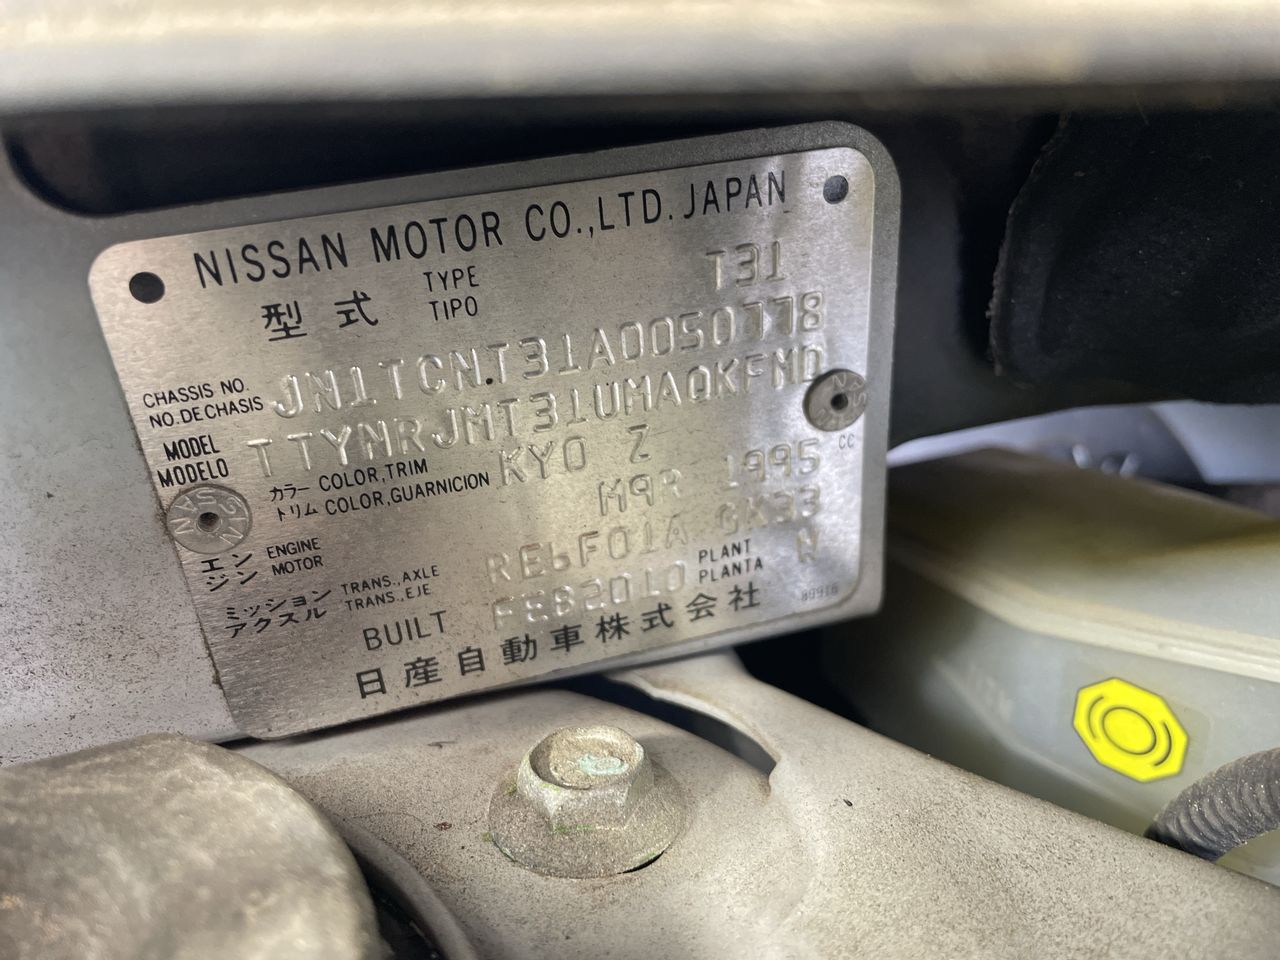 NISSAN MOTOR CO.,LTD. JAPAN
型式 TYPE TIPO T31
CHASSIS NO. NO.DE CHASIS JN1TCNT31A0050778
MODEL MODELO TTYNRJMT31UMAQKFMD
カラー COLOR,TRIM KY0 Z
トリム COLOR,GUARNICION
CC
エンジン ENGINE MOTOR M9R 1995
ミッション TRANS.,AXLE RE6F01A GK33
アクスル TRANS.,EJE
BUILT FEB2010 PLANT PLANTA W
日産自動車株式会社
89916